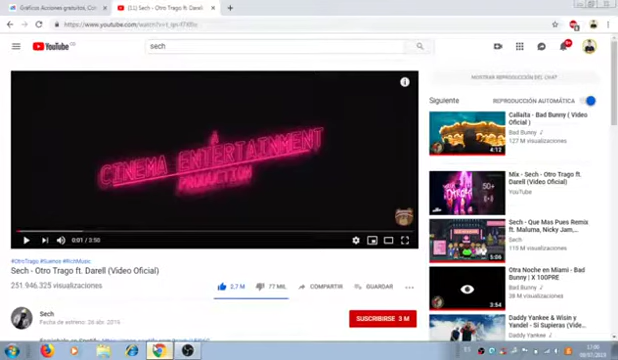 Gráficos Acciones gratuitos, Co
(11) Sech - Otro Trago ft. Darell
https://www.youtube.com/watch?v=
YouTube
sech
9+
MOSTRAR REPRODUCCIÓN DEL CHAT
Siguiente
REPRODUCCIÓN AUTOMÁTICA
A
CINEMA ENTERTAINMENT
PRODUCTION
Callaita - Bad Bunny ( Video
Oficial )
Bad Bunny
127 M visualizaciones
4:12
Mix - Sech - Otro Trago ft.
Darell (Video Oficial)
YouTube
50+
Sech - Que Mas Pues Remix
ft. Maluma, Nicky Jam,...
Sech
115 M visualizaciones
5:06
Otra Noche en Miami - Bad
Bunny | X 100PRE
Bad Bunny
38 M visualizaciones
3:54
Daddy Yankee & Wisin y
Yandel - Si Supieras (Vide...
0:01 / 3:50
#OtroTrago #Sueños #RichMusic
Sech - Otro Trago ft. Darell (Video Oficial)
251.946.325 visualizaciones
2,7 M
77 MIL
COMPARTIR
GUARDAR
Sech
Fecha de estreno: 26 abr. 2019
SUSCRIBIRSE 3 M
ES